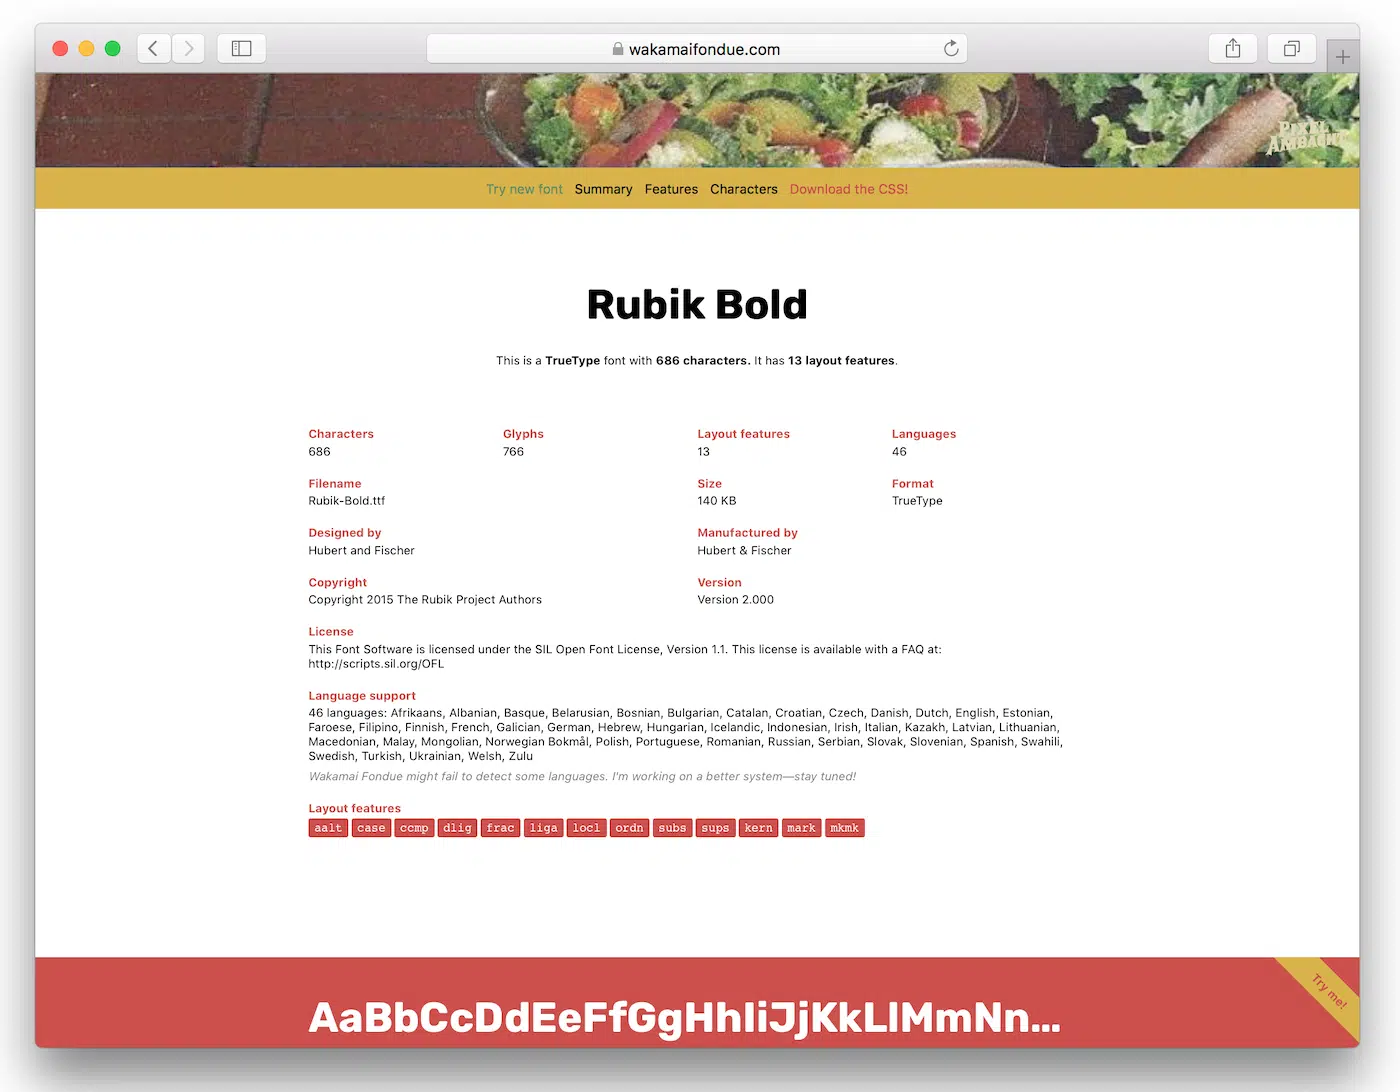 wakamaifondue.com
PIXEL
AMBACHT
Try new font Summary Features Characters Download the CSS!
Rubik Bold
This is a TrueType font with 686 characters. It has 13 layout features.
Characters Glyphs Layout features Languages
686 766 13 46
Filename Size Format
Rubik-Bold.ttf 140 KB TrueType
Designed by Manufactured by
Hubert and Fischer Hubert & Fischer
Copyright Version
Copyright 2015 The Rubik Project Authors Version 2.000
License
This Font Software is licensed under the SIL Open Font License, Version 1.1. This license is available with a FAQ at:
http://scripts.sil.org/OFL
Language support
46 languages: Afrikaans, Albanian, Basque, Belarusian, Bosnian, Bulgarian, Catalan, Croatian, Czech, Danish, Dutch, English, Estonian,
Faroese, Filipino, Finnish, French, Galician, German, Hebrew, Hungarian, Icelandic, Indonesian, Irish, Italian, Kazakh, Latvian, Lithuanian,
Macedonian, Malay, Mongolian, Norwegian Bokmål, Polish, Portuguese, Romanian, Russian, Serbian, Slovak, Slovenian, Spanish, Swahili,
Swedish, Turkish, Ukrainian, Welsh, Zulu
Wakamai Fondue might fail to detect some languages. I'm working on a better system—stay tuned!
Layout features
aalt case ccmp dlig frac liga locl ordn subs sups kern mark mkmk
Try me!
AaBbCcDdEeFfGgHhIiJjKkLlMmNn...